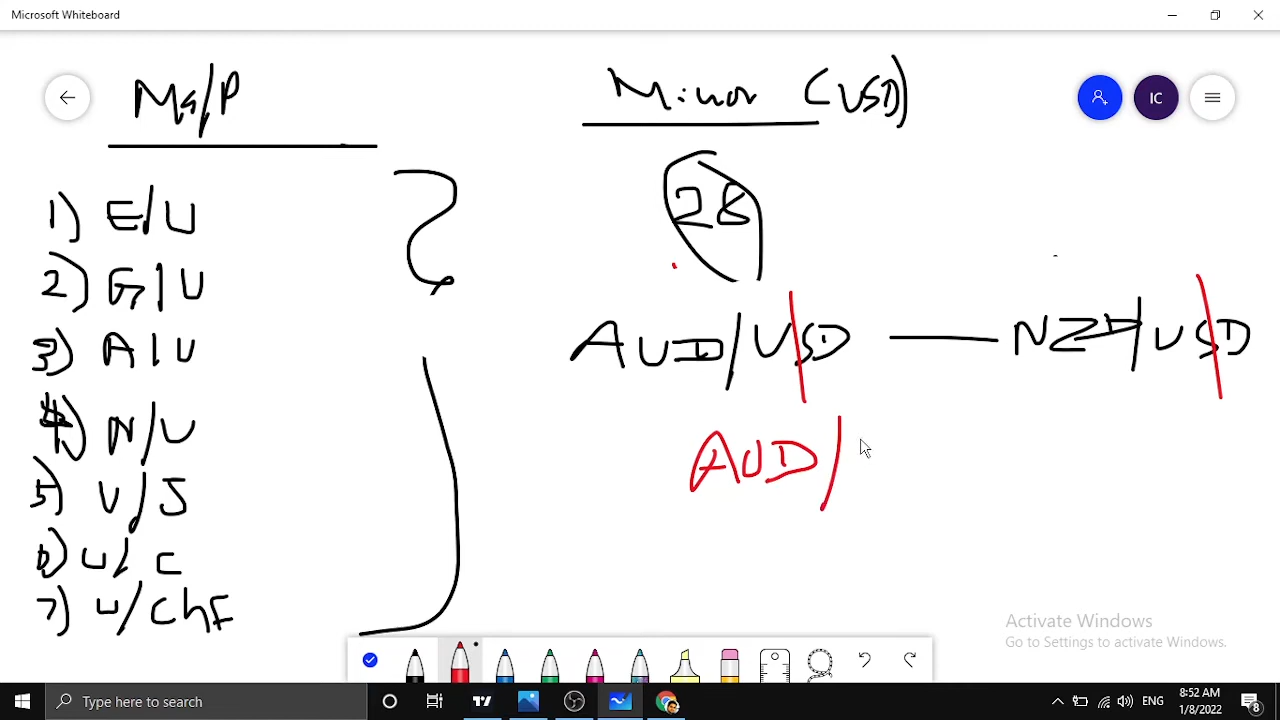 Microsoft Whiteboard
Ma/P
Minor (USD)
IC
28
1) E/U
2) G/U
3) A/U
4) N/U
5) U/J
6) U/C
7) U/Chf
AUD/USD — NZD/USD
AUD/
Activate Windows
Go to Settings to activate Windows.
Type here to search
ENG
8:52 AM
1/8/2022
8